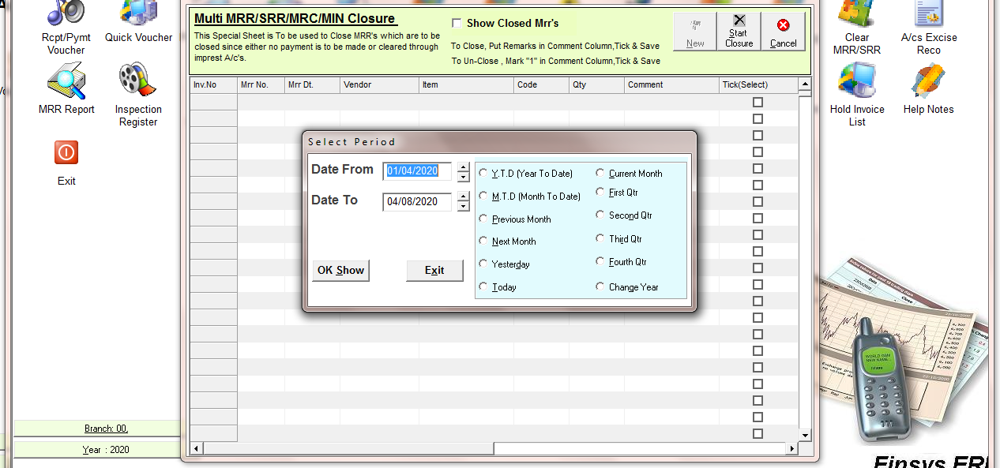 Rcpt/Pymt
Voucher
Quick Voucher
MRR Report
Inspection
Register
Exit
Branch: 00,
Year : 2020
Multi MRR/SRR/MRC/MIN Closure
This Special Sheet is To be used to Close MRR's which are to be
closed since either no payment is to be made or cleared through
imprest A/c's.
Show Closed Mrr's
To Close, Put Remarks in Comment Column,Tick & Save
To Un-Close , Mark "1" in Comment Column,Tick & Save
New
Start
Closure
Cancel
Inv.No Mrr No. Mrr Dt. Vendor Item Code Qty Comment Tick(Select)
Select Period
Date From 01/04/2020
Date To 04/08/2020
OK Show
Exit
Y.T.D (Year To Date)
M.T.D (Month To Date)
Previous Month
Next Month
Yesterday
Today
Current Month
First Qtr
Second Qtr
Third Qtr
Fourth Qtr
Change Year
Clear
MRR/SRR
A/cs Excise
Reco
Hold Invoice
List
Help Notes
Finsys ERP